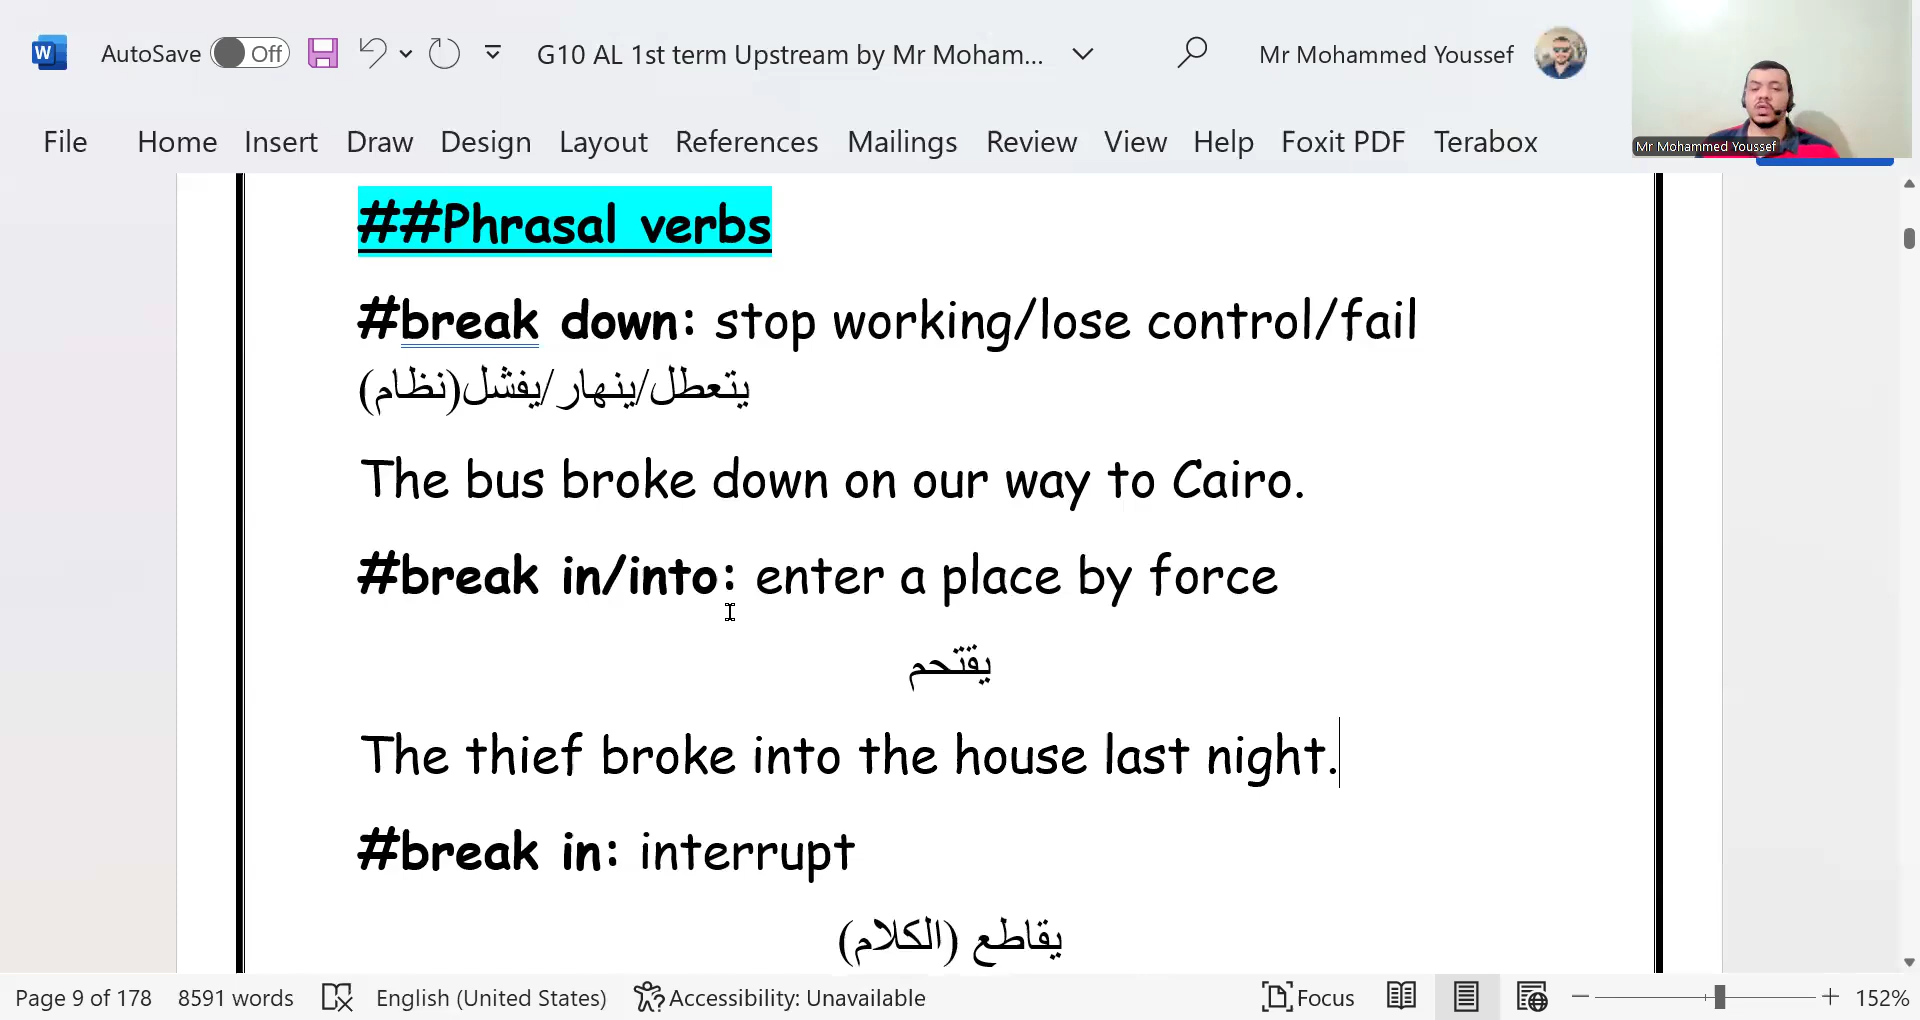 AutoSave Off G10 AL 1st term Upstream by Mr Moham... Mr Mohammed Youssef
Mr Mohammed Youssef
File Home Insert Draw Design Layout References Mailings Review View Help Foxit PDF Terabox
##Phrasal verbs
#break down: stop working/lose control/fail
يتعطل/ينهار/يفشل(نظام)
The bus broke down on our way to Cairo.
#break in/into: enter a place by force
يقتحم
The thief broke into the house last night.
#break in: interrupt
يقاطع (الكلام)
Page 9 of 178 8591 words English (United States) Accessibility: Unavailable Focus 152%